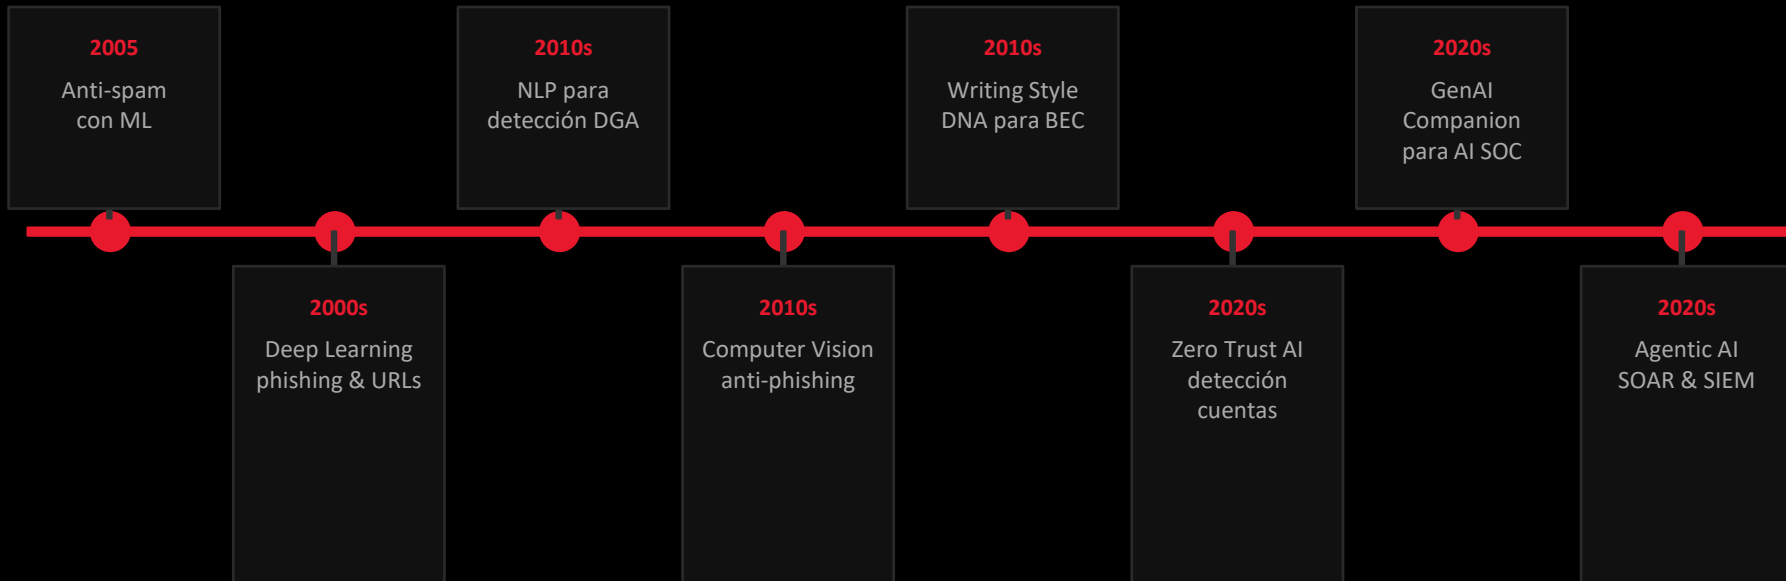 2005
Anti-spam
con ML
2000s
Deep Learning
phishing & URLs
2010s
NLP para
detección DGA
2010s
Computer Vision
anti-phishing
2010s
Writing Style
DNA para BEC
2020s
Zero Trust AI
detección
cuentas
2020s
GenAI
Companion
para AI SOC
2020s
Agentic AI
SOAR & SIEM